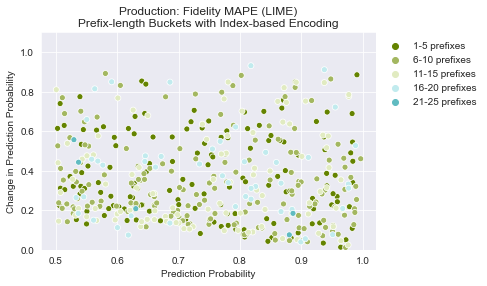 Production: Fidelity MAPE (LIME)
Prefix-length Buckets with Index-based Encoding
Change in Prediction Probability
1.0
0.8
0.6
0.4
0.2
0.0
0.5
0.6
0.7
0.8
0.9
1.0
Prediction Probability
1-5 prefixes
6-10 prefixes
11-15 prefixes
16-20 prefixes
21-25 prefixes